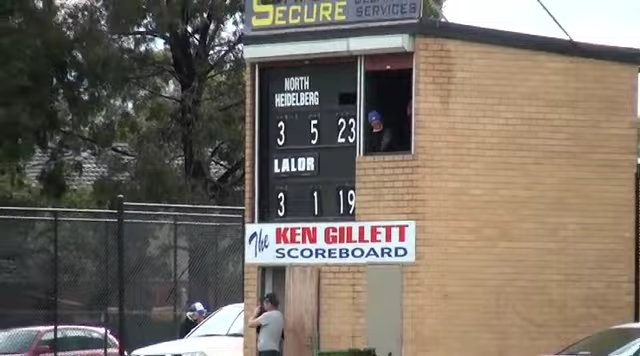 SECURE
SERVICES
NORTH
HEIDELBERG
3 5 23
LALOR
3 1 19
The KEN GILLETT
SCOREBOARD